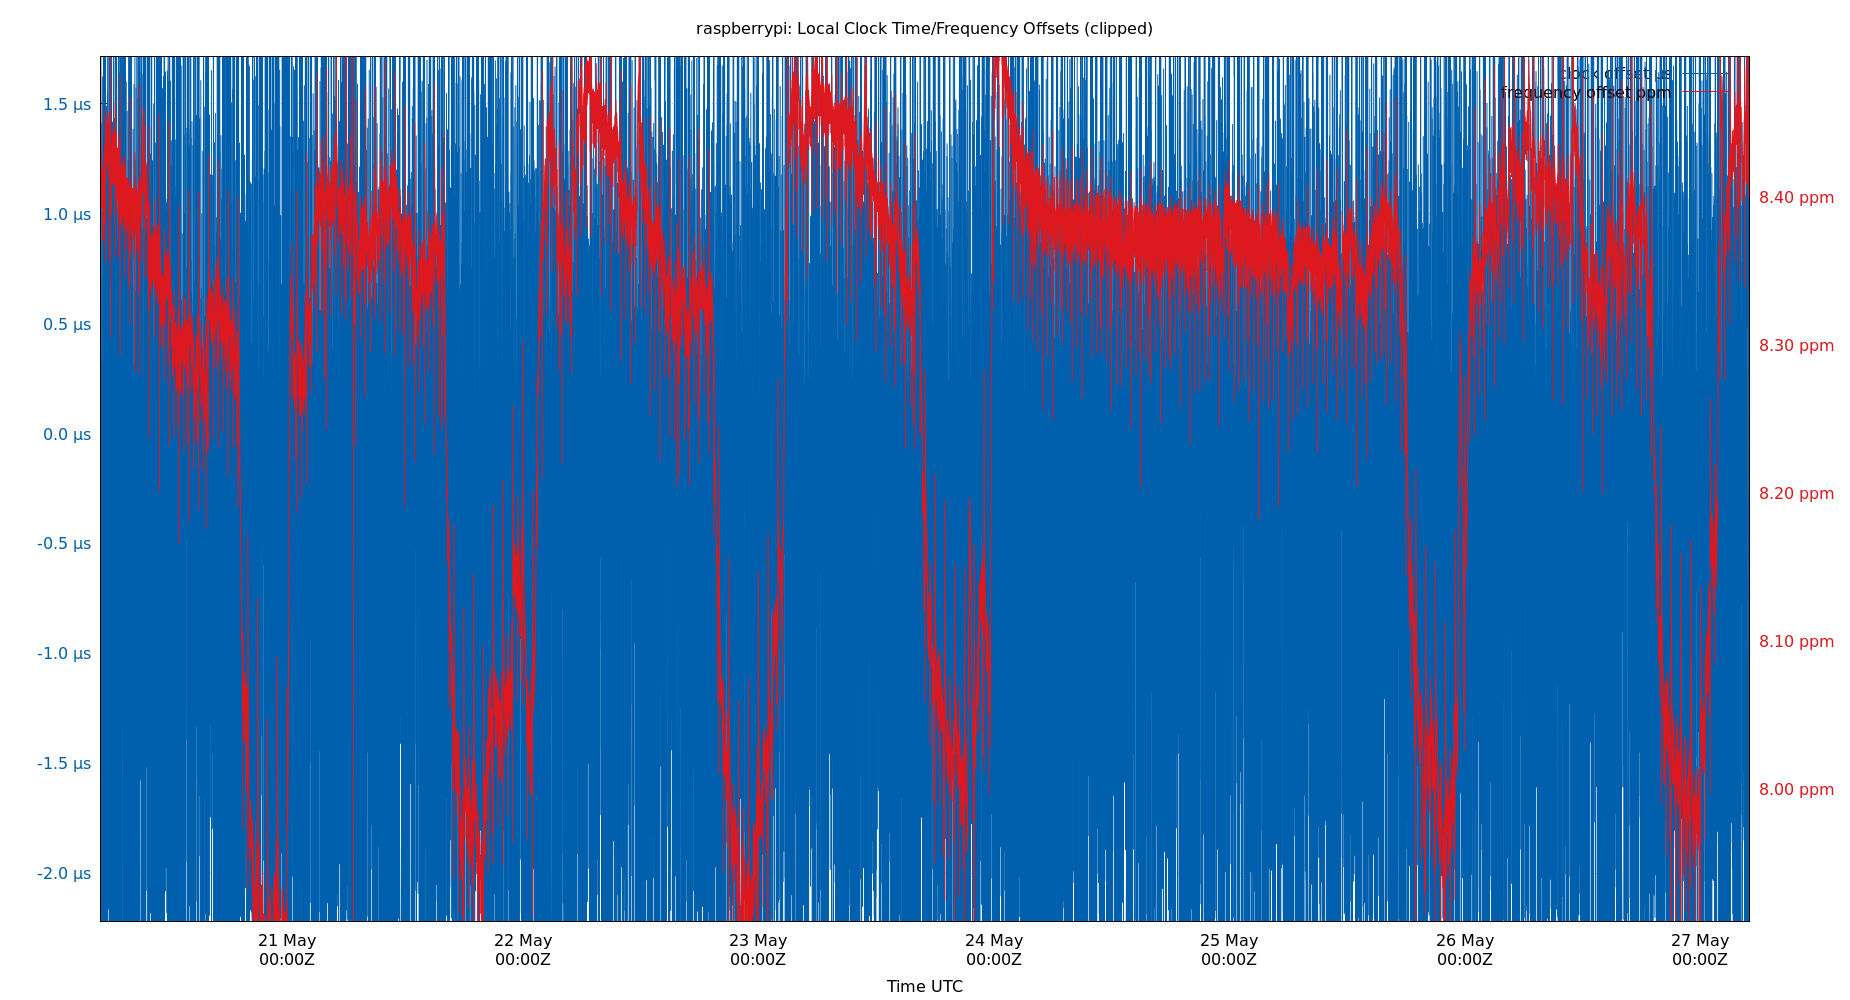 raspberrypi: Local Clock Time/Frequency Offsets (clipped)
clock offset µs
frequency offset ppm
1.5 µs
1.0 µs
0.5 µs
0.0 µs
-0.5 µs
-1.0 µs
-1.5 µs
-2.0 µs
8.40 ppm
8.30 ppm
8.20 ppm
8.10 ppm
8.00 ppm
21 May
00:00Z
22 May
00:00Z
23 May
00:00Z
24 May
00:00Z
25 May
00:00Z
26 May
00:00Z
27 May
00:00Z
Time UTC